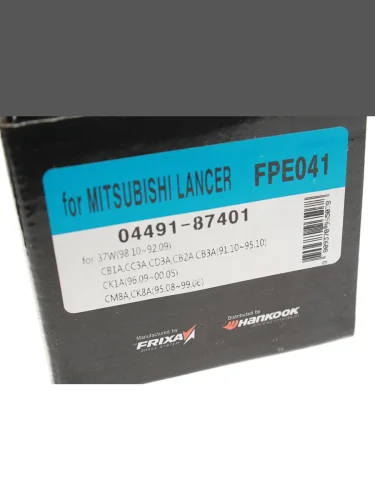 for MITSUBISHI LANCER FPE041
04491-87401
for 37W(98.10~92.09)
CB1A,CC3A,CD3A,CB2A,CB3A(91.10~95.10)
CK1A(96.09~00.05)
CM8A,CK8A(95.08~99.06)
Manufactured by
FRIXA
Distributed by
HANKOOK